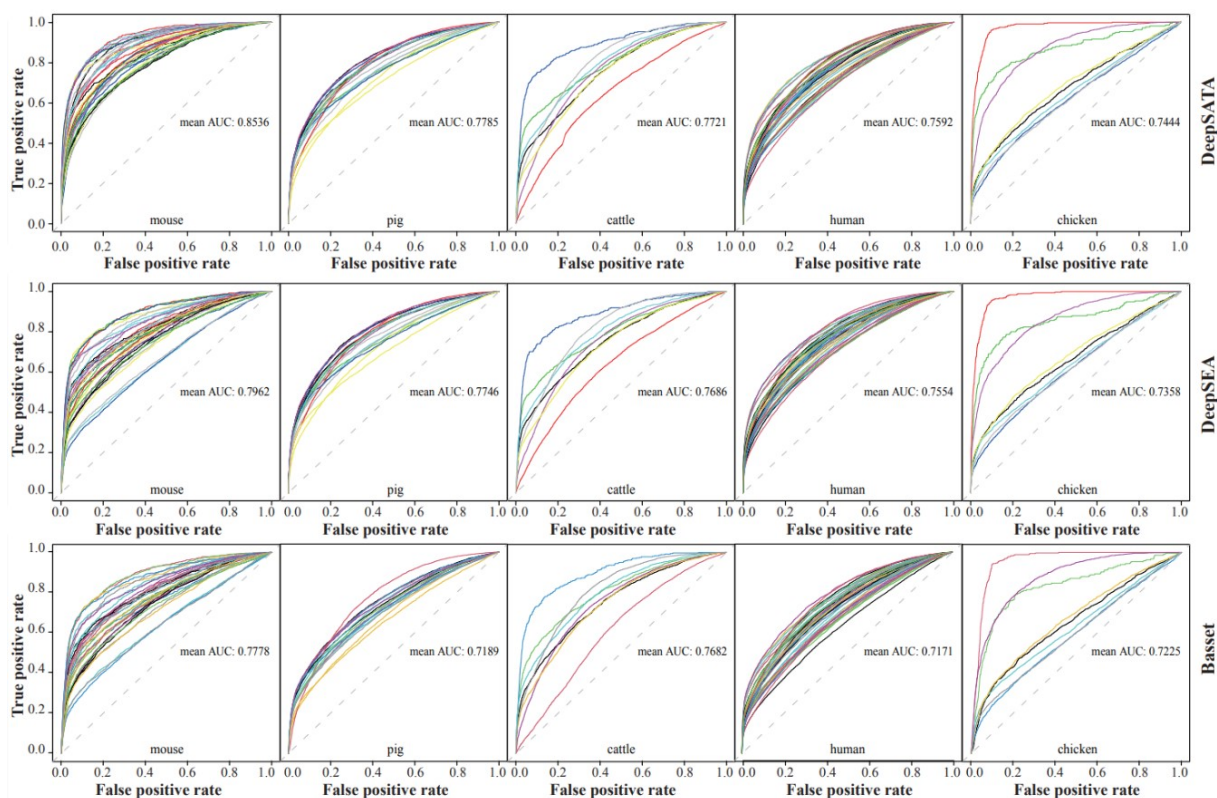 True positive rate
1.0
0.8
0.6
0.4
0.2
0.0
mean AUC: 0.8536
mouse
mean AUC: 0.7785
pig
mean AUC: 0.7721
cattle
mean AUC: 0.7592
human
mean AUC: 0.7444
chicken
DeepSATA
0.0 0.2 0.4 0.6 0.8 1.0
0.0 0.2 0.4 0.6 0.8 1.0
0.0 0.2 0.4 0.6 0.8 1.0
0.0 0.2 0.4 0.6 0.8 1.0
0.0 0.2 0.4 0.6 0.8 1.0
False positive rate
False positive rate
False positive rate
False positive rate
False positive rate
True positive rate
1.0
0.8
0.6
0.4
0.2
0.0
mean AUC: 0.7962
mouse
mean AUC: 0.7746
pig
mean AUC: 0.7686
cattle
mean AUC: 0.7554
human
mean AUC: 0.7358
chicken
DeepSEA
0.0 0.2 0.4 0.6 0.8 1.0
0.0 0.2 0.4 0.6 0.8 1.0
0.0 0.2 0.4 0.6 0.8 1.0
0.0 0.2 0.4 0.6 0.8 1.0
0.0 0.2 0.4 0.6 0.8 1.0
False positive rate
False positive rate
False positive rate
False positive rate
False positive rate
True positive rate
1.0
0.8
0.6
0.4
0.2
0.0
mean AUC: 0.7778
mouse
mean AUC: 0.7189
pig
mean AUC: 0.7682
cattle
mean AUC: 0.7171
human
mean AUC: 0.7225
chicken
Basset
0.0 0.2 0.4 0.6 0.8 1.0
0.0 0.2 0.4 0.6 0.8 1.0
0.0 0.2 0.4 0.6 0.8 1.0
0.0 0.2 0.4 0.6 0.8 1.0
0.0 0.2 0.4 0.6 0.8 1.0
False positive rate
False positive rate
False positive rate
False positive rate
False positive rate